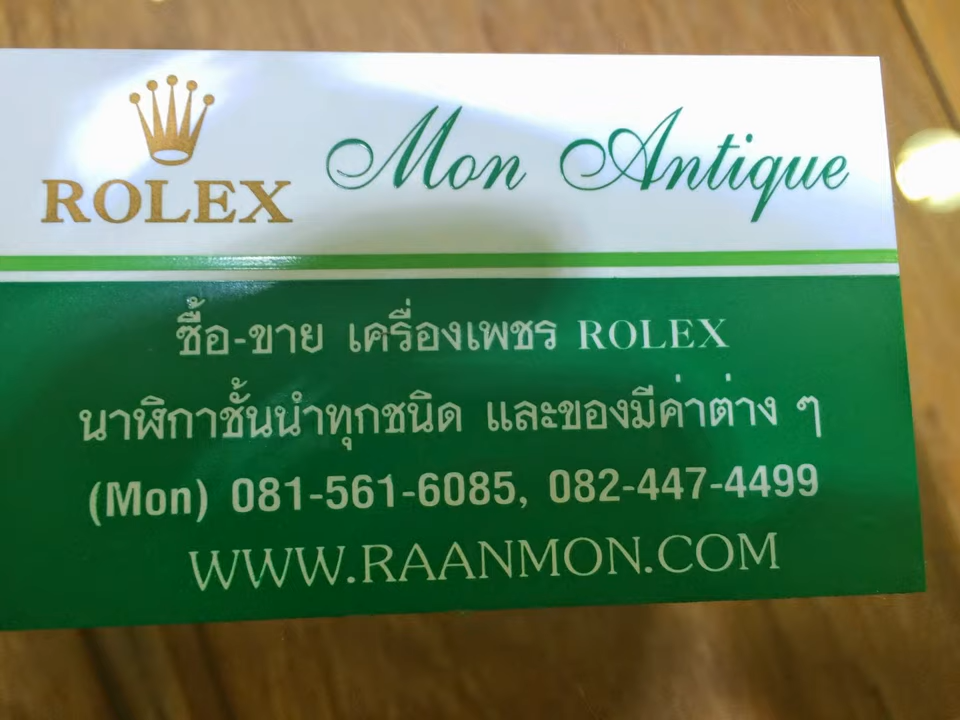 ROLEX Mon Antique
ซื้อ-ขาย เครื่องเพชร ROLEX
นาฬิกาชั้นนำทุกชนิด และของมีค่าต่าง ๆ
(Mon) 081-561-6085, 082-447-4499
WWW.RAANMON.COM